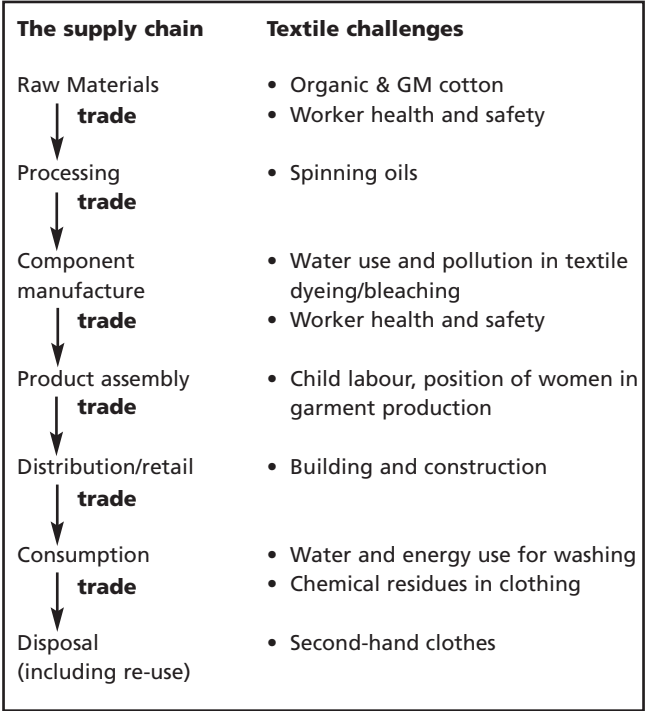 The supply chain Textile challenges
Raw Materials • Organic & GM cotton
trade • Worker health and safety
Processing • Spinning oils
trade
Component • Water use and pollution in textile
manufacture dyeing/bleaching
trade • Worker health and safety
Product assembly • Child labour, position of women in
trade garment production
Distribution/retail • Building and construction
trade
Consumption • Water and energy use for washing
trade • Chemical residues in clothing
Disposal • Second-hand clothes
(including re-use)